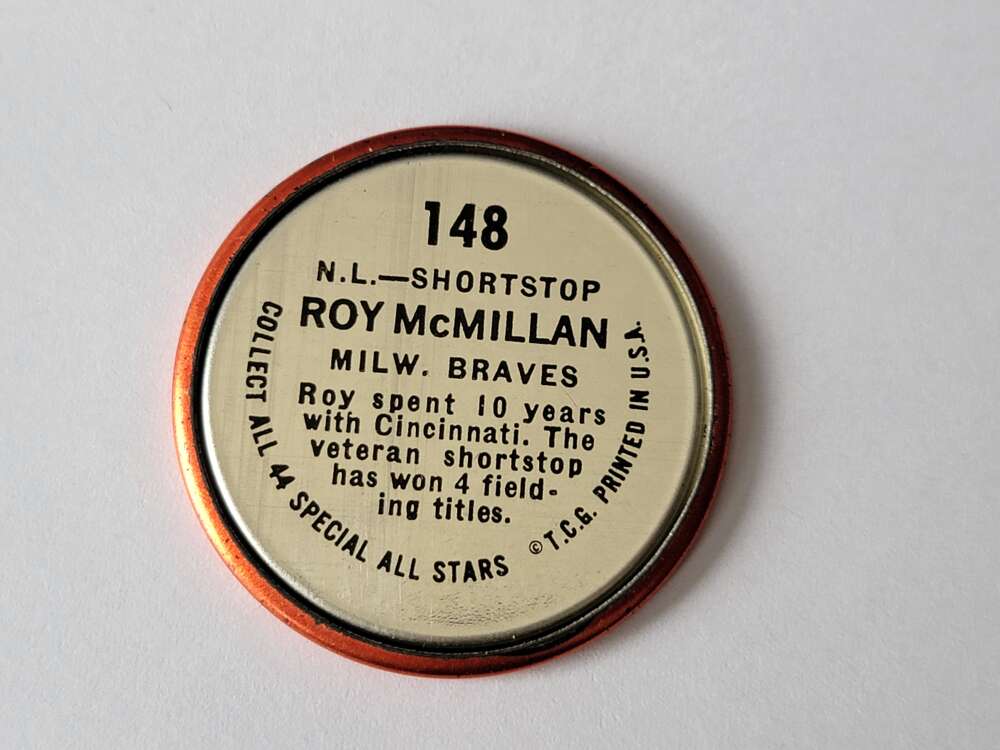 148
N.L.—SHORTSTOP
ROY McMILLAN
MILW. BRAVES
Roy spent 10 years
with Cincinnati. The
veteran shortstop
has won 4 field-
ing titles.
COLLECT ALL 44 SPECIAL ALL STARS
© T.C.G. PRINTED IN U.S.A.